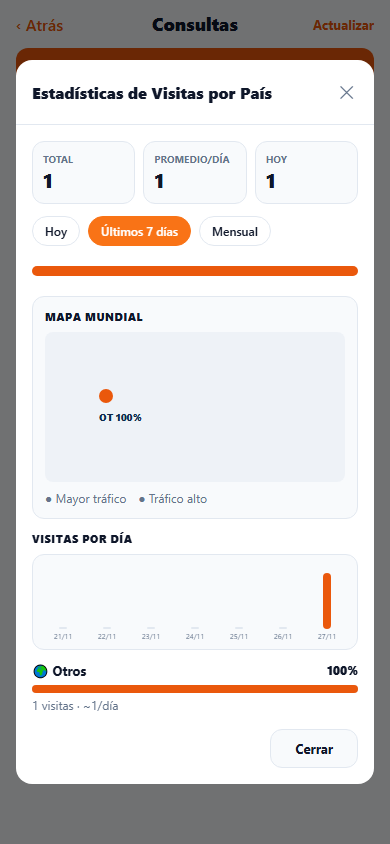 ‹ Atrás Consultas Actualizar
Estadísticas de Visitas por País
TOTAL PROMEDIO/DÍA HOY
1 1 1
Hoy Últimos 7 días Mensual
MAPA MUNDIAL
OT 100%
● Mayor tráfico ● Tráfico alto
VISITAS POR DÍA
21/11 22/11 23/11 24/11 25/11 26/11 27/11
Otros 100%
1 visitas · ~1/día
Cerrar